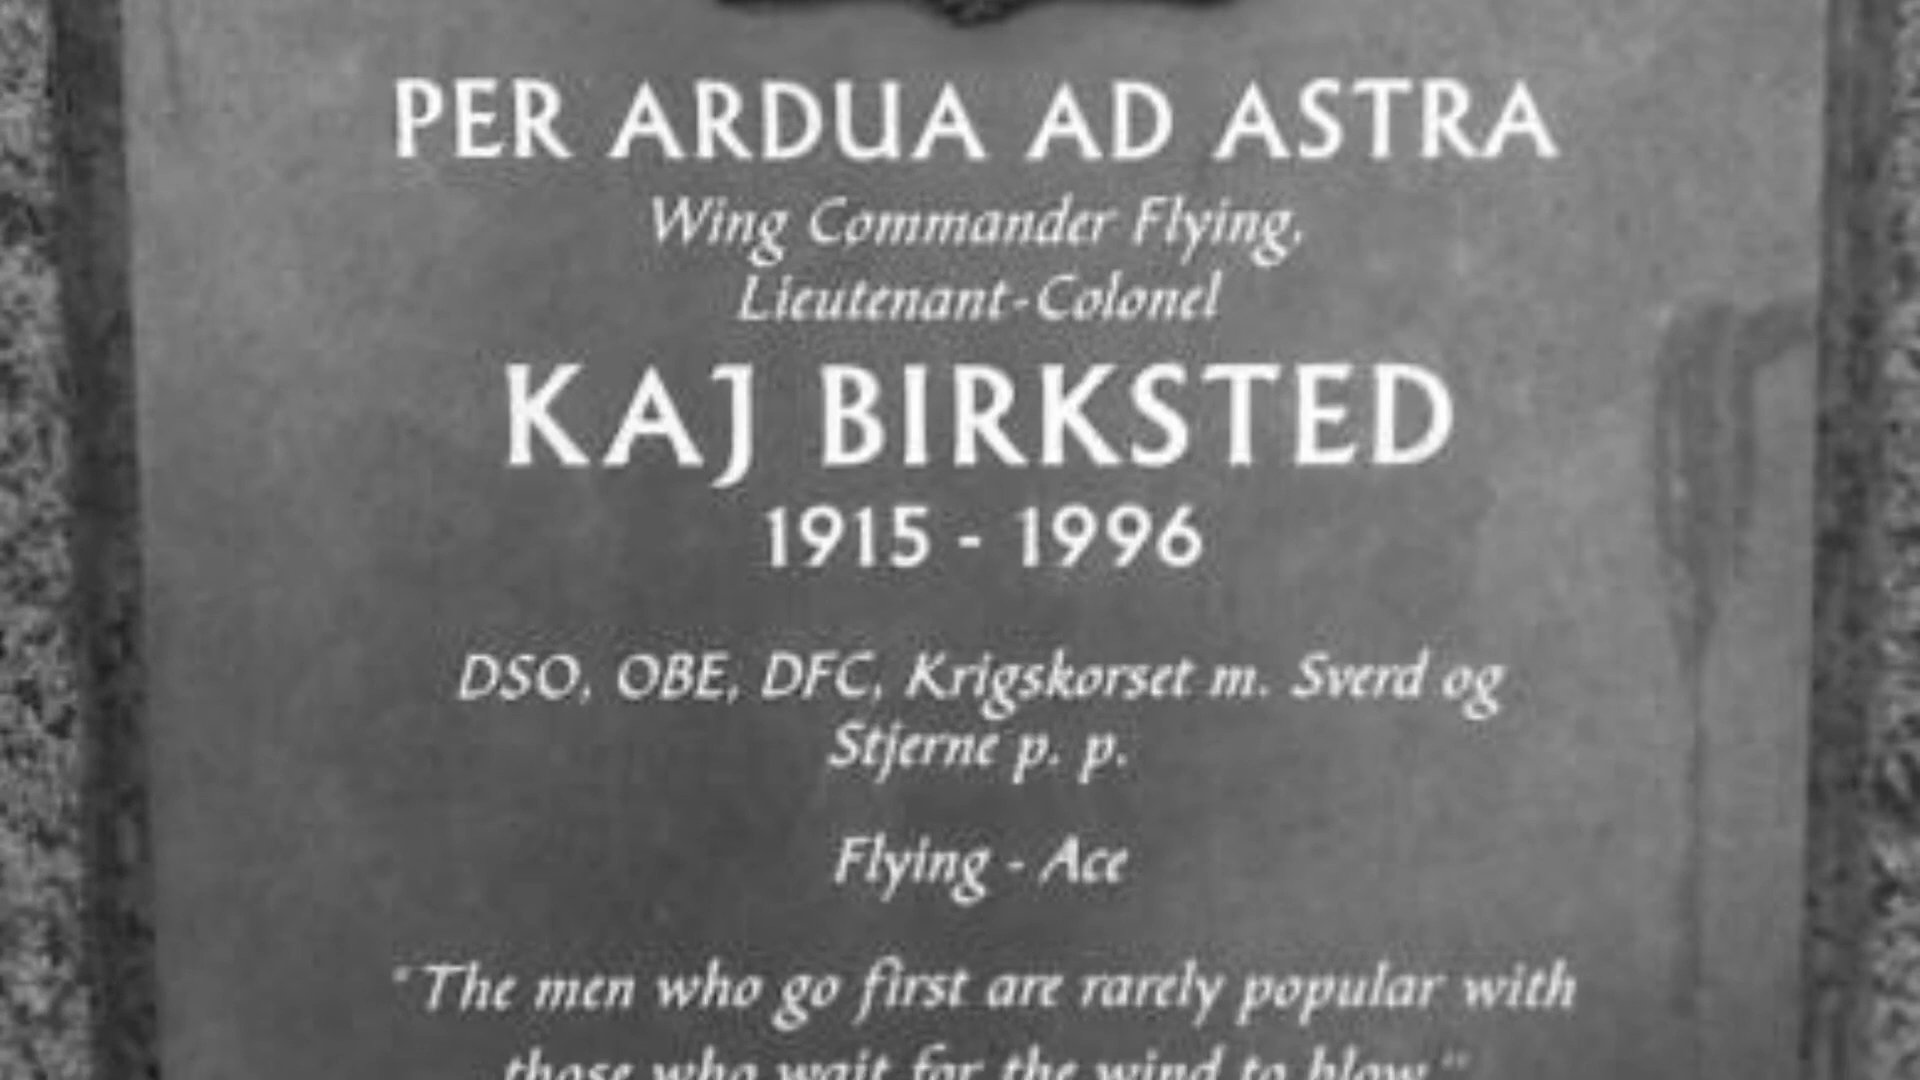 PER ARDUA AD ASTRA
Wing Commander Flying,
Lieutenant-Colonel
KAJ BIRKSTED
1915 - 1996
DSO, OBE, DFC, Krigskorset m. Sverd og
Stjerne p. p.
Flying - Ace
"The men who go first are rarely popular with
those who wait for the wind to blow."